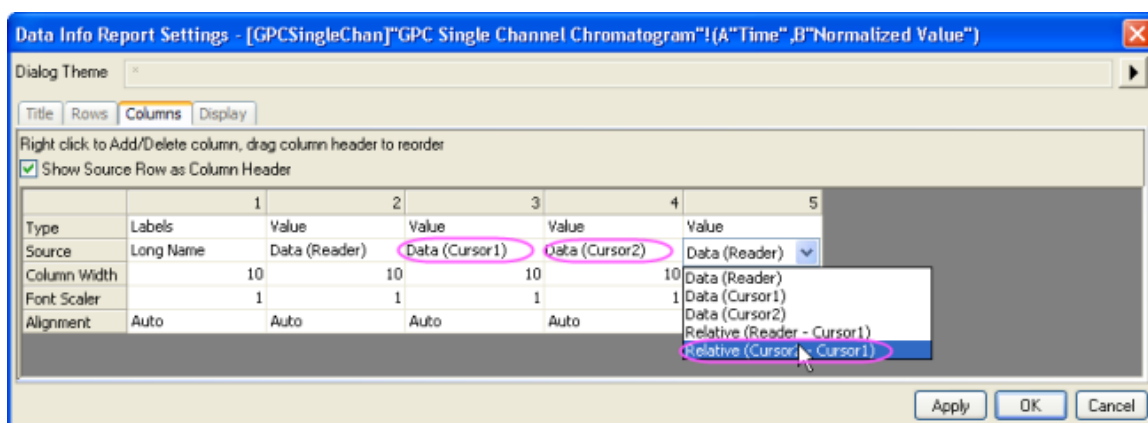 Data Info Report Settings - [GPCSingleChan]"GPC Single Channel Chromatogram"!(A"Time",B"Normalized Value")
Dialog Theme *
Title Rows Columns Display
Right click to Add/Delete column, drag column header to reorder
Show Source Row as Column Header
1 2 3 4 5
Type Labels Value Value Value Value
Source Long Name Data (Reader) Data (Cursor1) Data (Cursor2) Data (Reader)
Column Width 10 10 10 10
Font Scaler 1 1 1 1
Alignment Auto Auto Auto Auto
Data (Reader)
Data (Cursor1)
Data (Cursor2)
Relative (Reader - Cursor1)
Relative (Cursor2 - Cursor1)
Apply OK Cancel